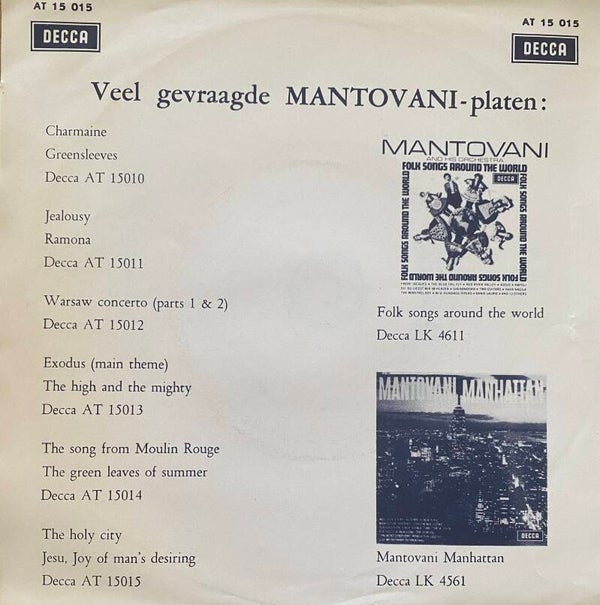 AT 15 015
DECCA
AT 15 015
DECCA
Veel gevraagde MANTOVANI-platen:
Charmaine
Greensleeves
Decca AT 15010
Jealousy
Ramona
Decca AT 15011
Warsaw concerto (parts 1 & 2)
Decca AT 15012
Exodus (main theme)
The high and the mighty
Decca AT 15013
The song from Moulin Rouge
The green leaves of summer
Decca AT 15014
The holy city
Jesu, Joy of man's desiring
Decca AT 15015
MANTOVANI
AND HIS ORCHESTRA
FOLK SONGS AROUND THE WORLD
DECCA
FOLK SONGS AROUND THE WORLD
FOLK SONGS AROUND THE WORLD
FOLK SONGS AROUND THE WORLD
Folk songs around the world
Decca LK 4611
MANTOVANI MANHATTAN
DECCA
Mantovani Manhattan
Decca LK 4561